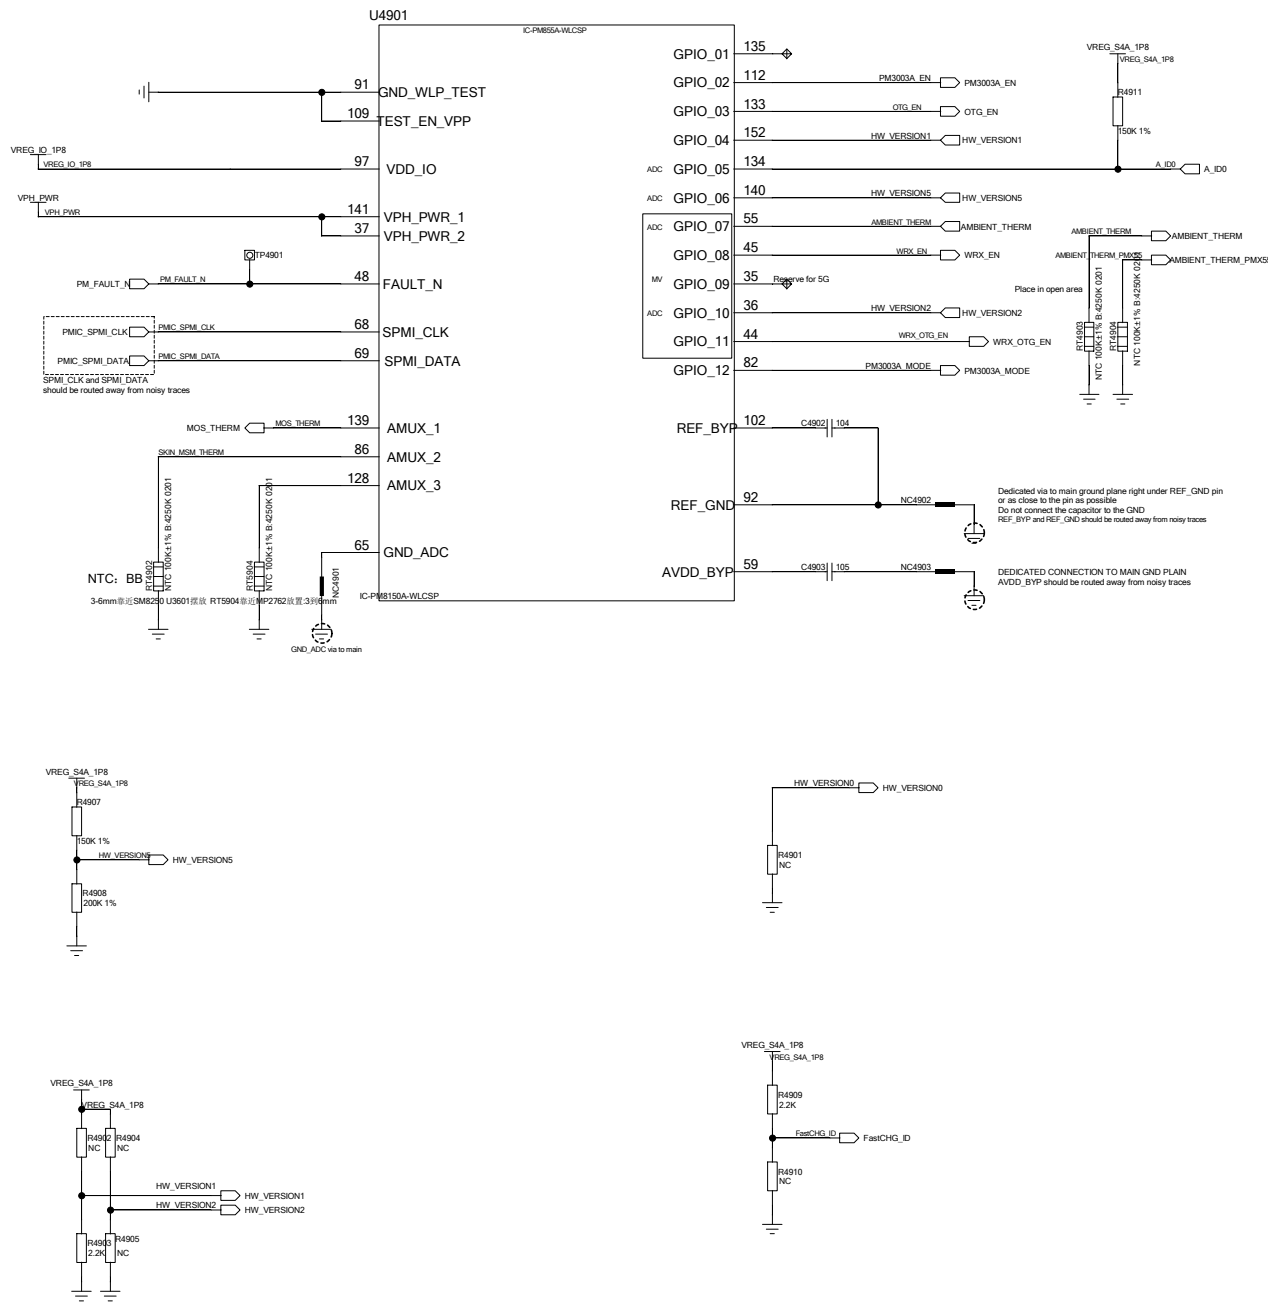 U4901
IC-PM855A-WLCSP
91
GND_WLP_TEST
109
TEST_EN_VPP
VREG_IO_1P8
VREG_IO_1P8
97
VDD_IO
VPH_PWR
VPH_PWR
141
VPH_PWR_1
37
VPH_PWR_2
TP4901
PM_FAULT_N
PM_FAULT_N
48
FAULT_N
PMIC_SPMI_CLK
PMIC_SPMI_CLK
68
SPMI_CLK
PMIC_SPMI_DATA
PMIC_SPMI_DATA
69
SPMI_DATA
SPMI_CLK and SPMI_DATA
should be routed away from noisy traces
MOS_THERM
MOS_THERM
139
AMUX_1
SKIN_MSM_THERM
86
AMUX_2
128
AMUX_3
RT4902
NTC 100K±1% B:4250K 0201
RT5904
NTC 100K±1% B:4250K 0201
65
GND_ADC
NC4901
NTC: BB
3-6mm靠近SM8250 U3601摆放 RT5904靠近MP2762放置:3到6mm
GND_ADC via to main
IC-PM8150A-WLCSP
GPIO_01
135
GPIO_02
112
PM3003A_EN
PM3003A_EN
GPIO_03
133
OTG_EN
OTG_EN
GPIO_04
152
HW_VERSION1
HW_VERSION1
ADC
GPIO_05
134
A_ID0
A_ID0
ADC
GPIO_06
140
HW_VERSION5
HW_VERSION5
ADC
GPIO_07
55
AMBIENT_THERM
AMBIENT_THERM
GPIO_08
45
WRX_EN
WRX_EN
MV
GPIO_09
35
Reserve for 5G
ADC
GPIO_10
36
HW_VERSION2
HW_VERSION2
GPIO_11
44
WRX_OTG_EN
WRX_OTG_EN
GPIO_12
82
PM3003A_MODE
PM3003A_MODE
VREG_S4A_1P8
VREG_S4A_1P8
R4911
150K 1%
AMBIENT_THERM
AMBIENT_THERM
AMBIENT_THERM_PMX55
AMBIENT_THERM_PMX55
Place in open area
RT4903
NTC 100K±1% B:4250K 0201
RT4904
NTC 100K±1% B:4250K 0201
REF_BYP
102
C4902
104
REF_GND
92
NC4902
Dedicated via to main ground plane right under REF_GND pin
or as close to the pin as possible
Do not connect the capacitor to the GND
REF_BYP and REF_GND should be routed away from noisy traces
AVDD_BYP
59
C4903
105
NC4903
DEDICATED CONNECTION TO MAIN GND PLAIN
AVDD_BYP should be routed away from noisy traces
VREG_S4A_1P8
VREG_S4A_1P8
R4907
150K 1%
HW_VERSION5
HW_VERSION5
R4908
200K 1%
HW_VERSION0
HW_VERSION0
R4901
NC
VREG_S4A_1P8
VREG_S4A_1P8
R4902
NC
R4904
NC
HW_VERSION1
HW_VERSION1
HW_VERSION2
HW_VERSION2
R4903
2.2K
R4905
NC
VREG_S4A_1P8
VREG_S4A_1P8
R4909
2.2K
FastCHG_ID
FastCHG_ID
R4910
NC